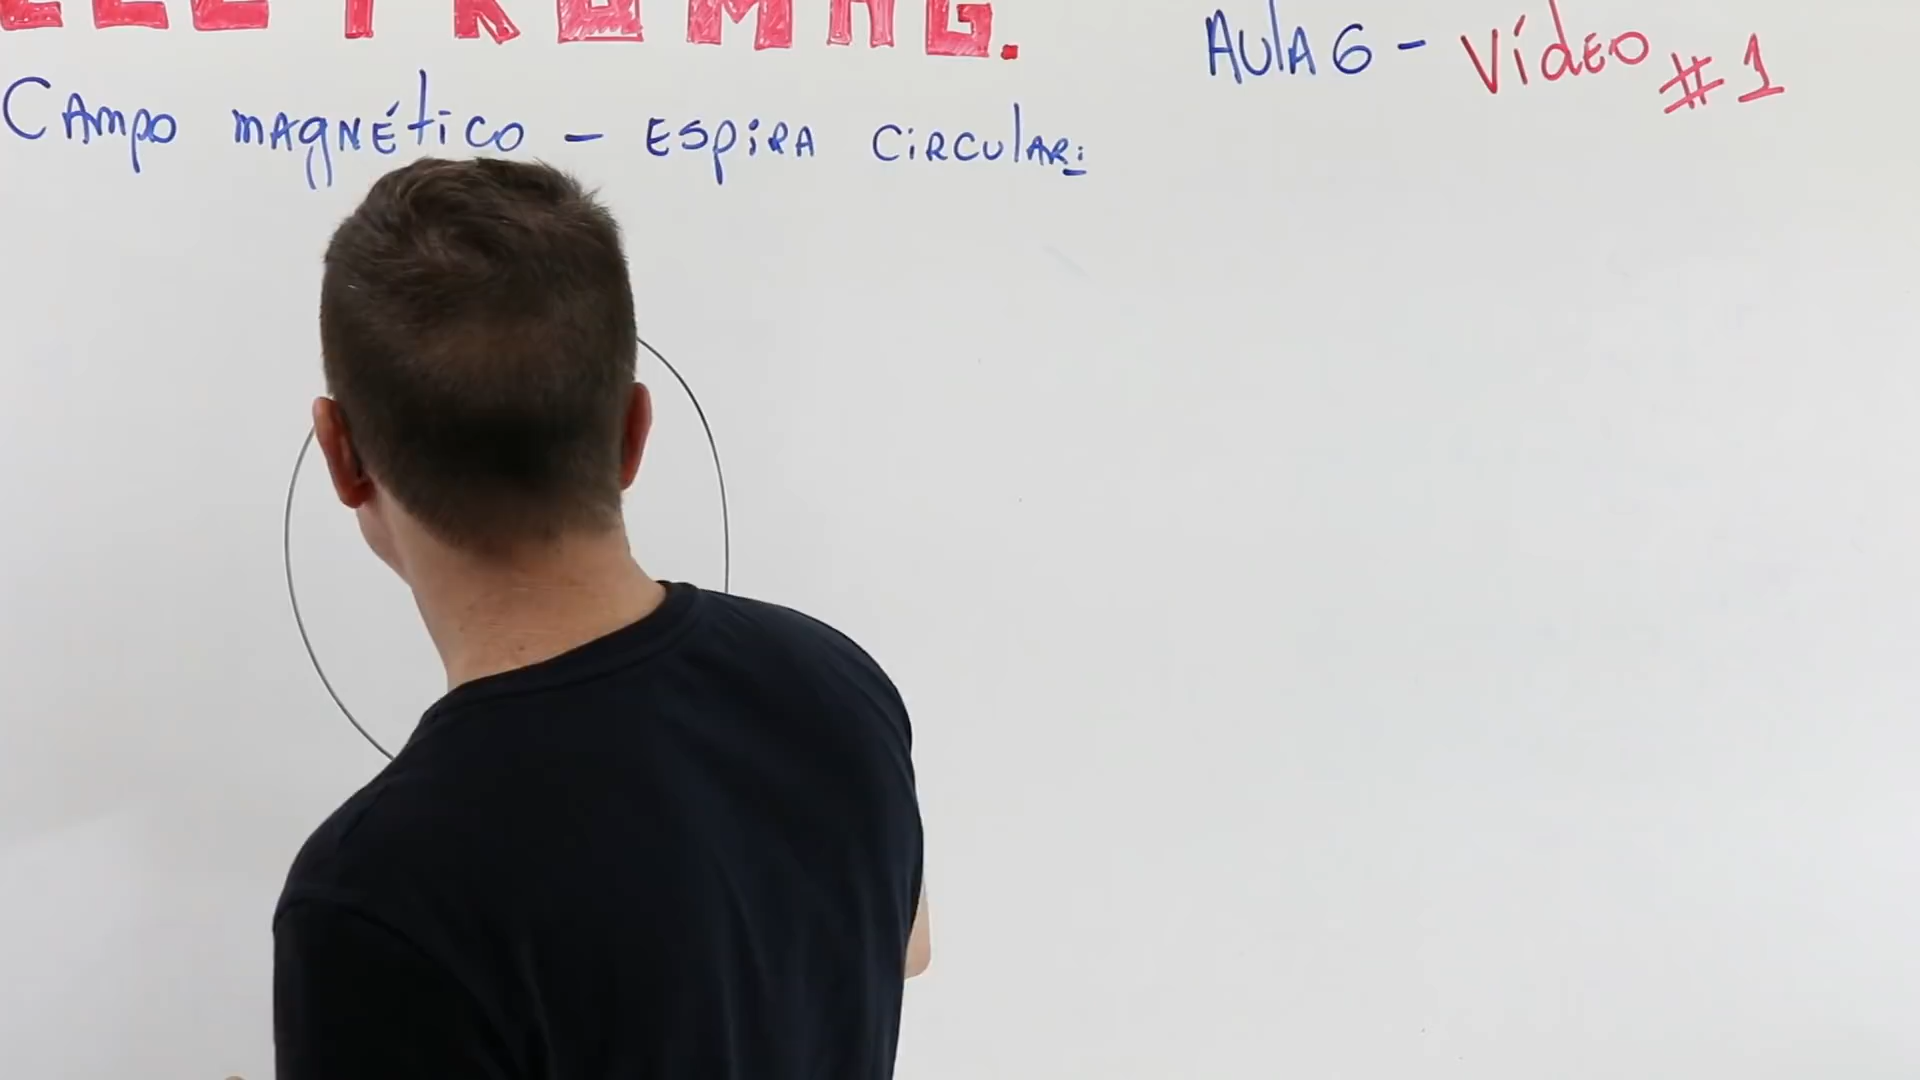 ELETROMAG.
Aula 6 - Vídeo #1
Campo magnético - espira circular: